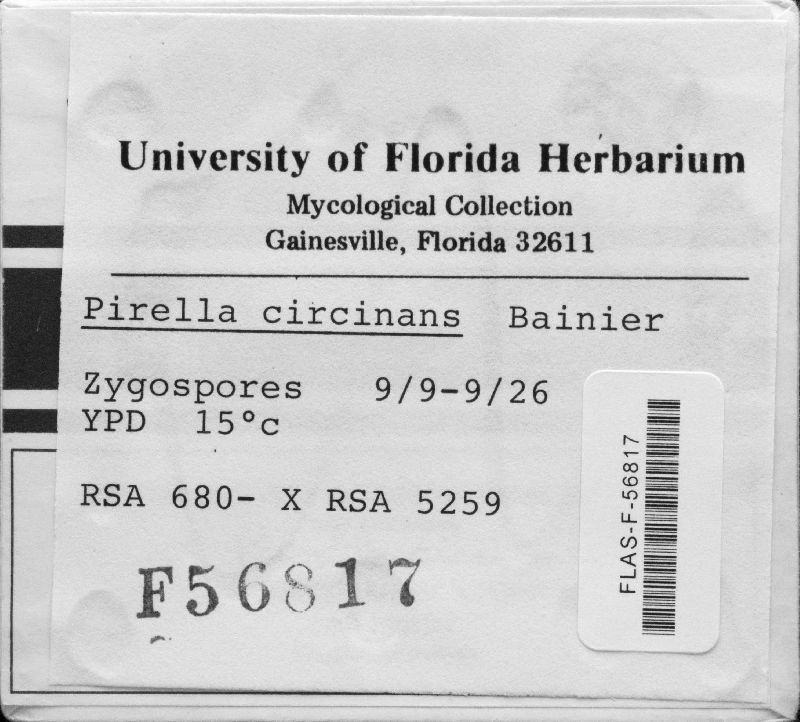 University of Florida Herbarium
Mycological Collection
Gainesville, Florida 32611
Pirella circinans Bainier
Zygospores 9/9-9/26
YPD 15°c
RSA 680- X RSA 5259
F56817
FLAS-F-56817